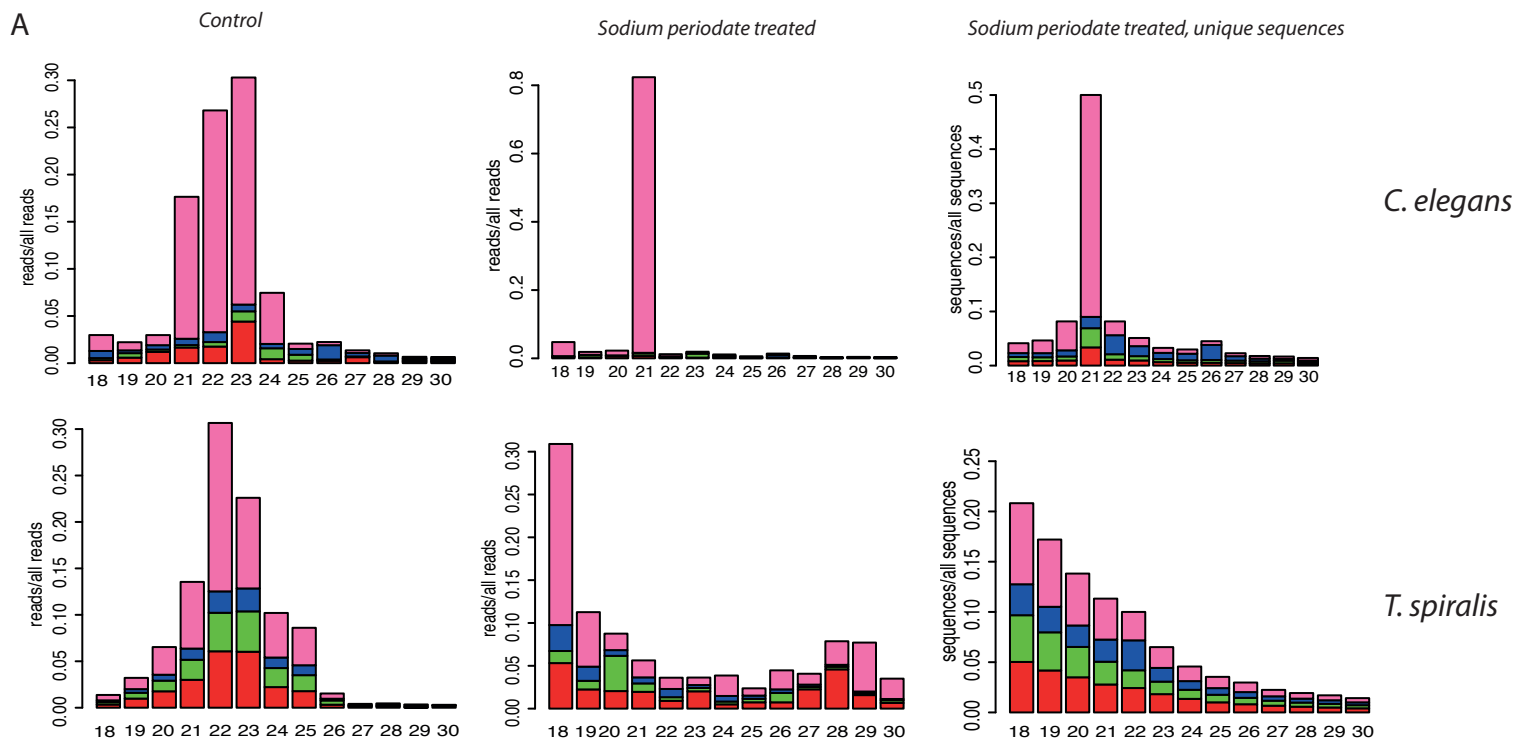 A
Control
Sodium periodate treated
Sodium periodate treated, unique sequences
reads/all reads
0.00 0.05 0.10 0.15 0.20 0.25 0.30
18 19 20 21 22 23 24 25 26 27 28 29 30
reads/all reads
0.0 0.2 0.4 0.6 0.8
18 19 20 21 22 23 24 25 26 27 28 29 30
sequences/all sequences
0.0 0.1 0.2 0.3 0.4 0.5
18 19 20 21 22 23 24 25 26 27 28 29 30
C. elegans
reads/all reads
0.00 0.05 0.10 0.15 0.20 0.25 0.30
18 19 20 21 22 23 24 25 26 27 28 29 30
reads/all reads
0.00 0.05 0.10 0.15 0.20 0.25 0.30
18 19 20 21 22 23 24 25 26 27 28 29 30
sequences/all sequences
0.00 0.05 0.10 0.15 0.20 0.25
18 19 20 21 22 23 24 25 26 27 28 29 30
T. spiralis